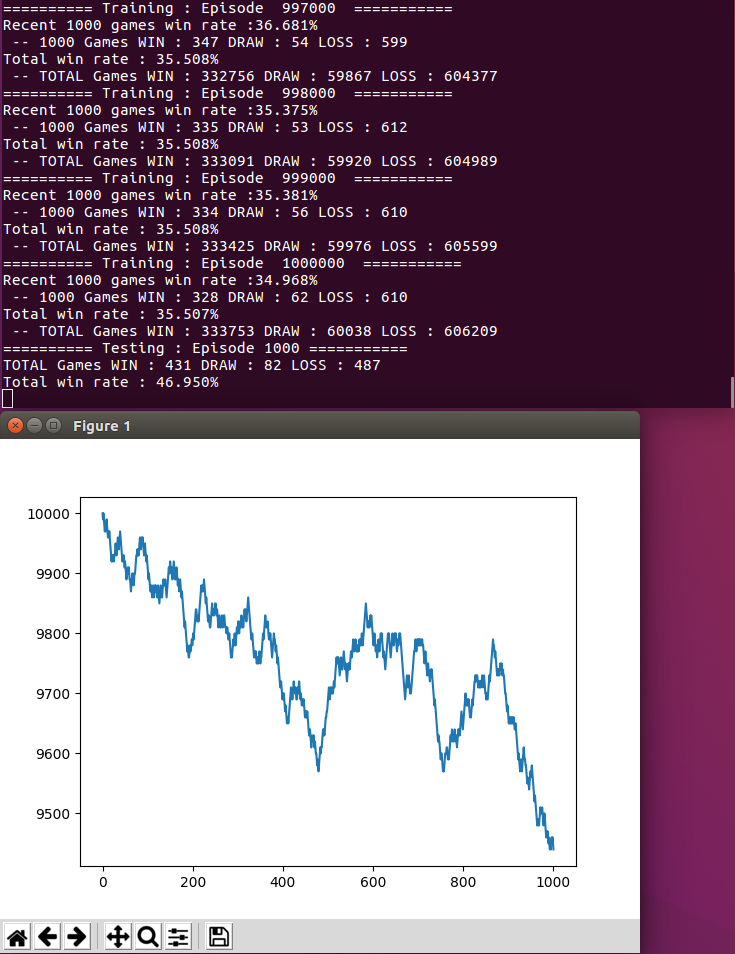 ========== Training : Episode  997000  ===========
Recent 1000 games win rate :36.681%
 -- 1000 Games WIN : 347 DRAW : 54 LOSS : 599
Total win rate : 35.508%
 -- TOTAL Games WIN : 332756 DRAW : 59867 LOSS : 604377
========== Training : Episode  998000  ===========
Recent 1000 games win rate :35.375%
 -- 1000 Games WIN : 335 DRAW : 53 LOSS : 612
Total win rate : 35.508%
 -- TOTAL Games WIN : 333091 DRAW : 59920 LOSS : 604989
========== Training : Episode  999000  ===========
Recent 1000 games win rate :35.381%
 -- 1000 Games WIN : 334 DRAW : 56 LOSS : 610
Total win rate : 35.508%
 -- TOTAL Games WIN : 333425 DRAW : 59976 LOSS : 605599
========== Training : Episode  1000000  ===========
Recent 1000 games win rate :34.968%
 -- 1000 Games WIN : 328 DRAW : 62 LOSS : 610
Total win rate : 35.507%
 -- TOTAL Games WIN : 333753 DRAW : 60038 LOSS : 606209
========== Testing : Episode 1000 ===========
TOTAL Games WIN : 431 DRAW : 82 LOSS : 487
Total win rate : 46.950%
Figure 1
10000
9900
9800
9700
9600
9500
0 200 400 600 800 1000